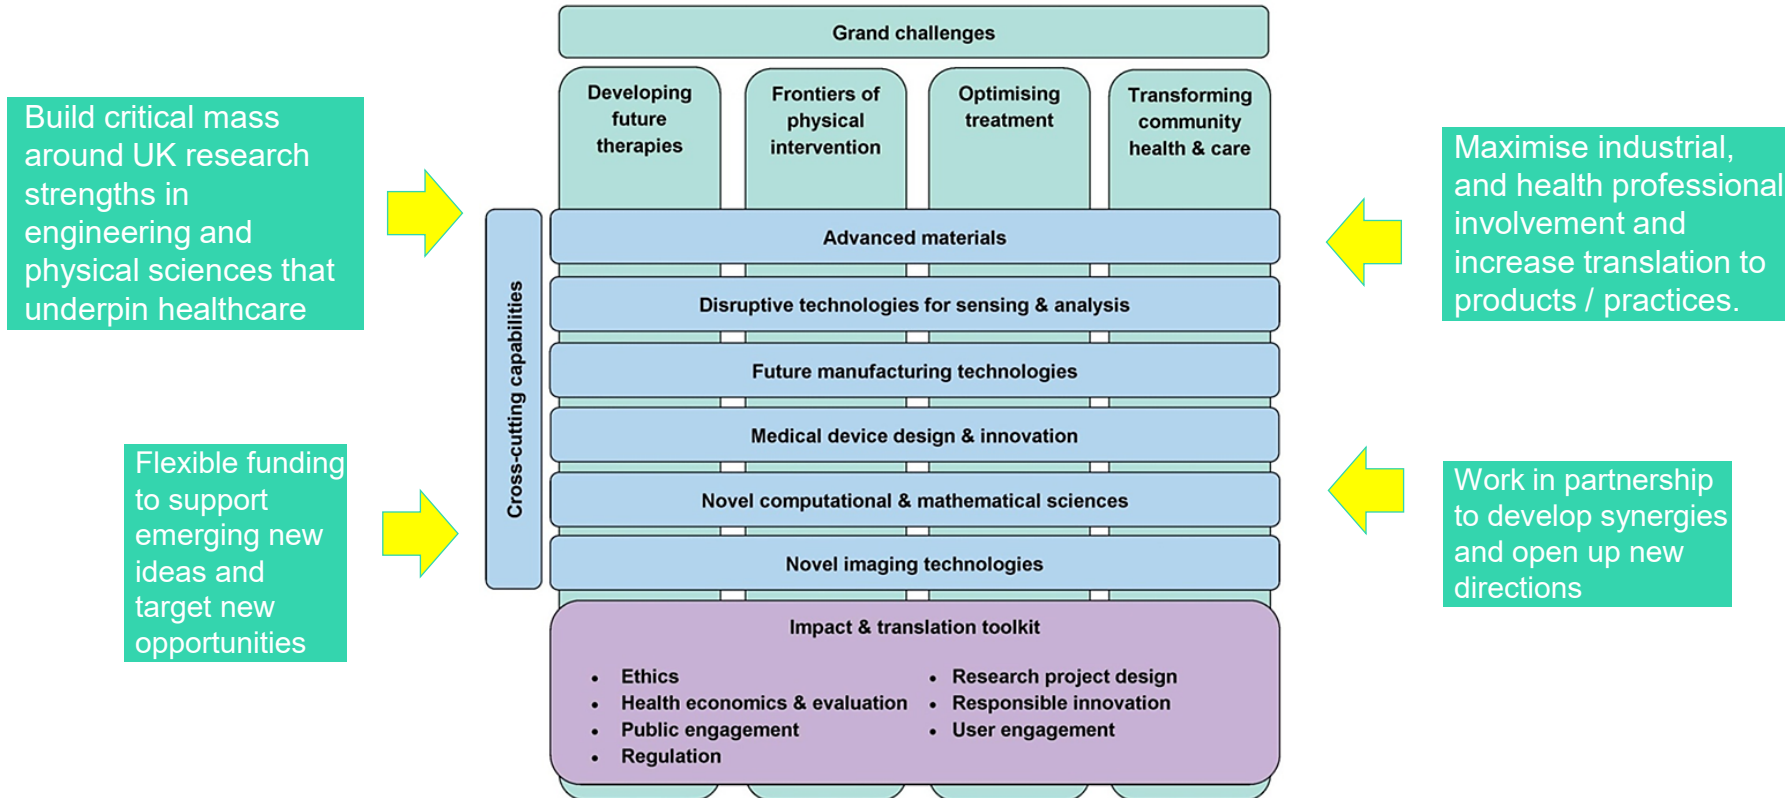 Grand challenges
Developing
future
therapies
Frontiers of
physical
intervention
Optimising
treatment
Transforming
community
health & care
Build critical mass
around UK research
strengths in
engineering and
physical sciences that
underpin healthcare
Maximise industrial,
and health professional
involvement and
increase translation to
products / practices.
Cross-cutting capabilities
Advanced materials
Disruptive technologies for sensing & analysis
Future manufacturing technologies
Medical device design & innovation
Novel computational & mathematical sciences
Novel imaging technologies
Flexible funding
to support
emerging new
ideas and
target new
opportunities
Work in partnership
to develop synergies
and open up new
directions
Impact & translation toolkit
• Ethics
• Health economics & evaluation
• Public engagement
• Regulation
• Research project design
• Responsible innovation
• User engagement